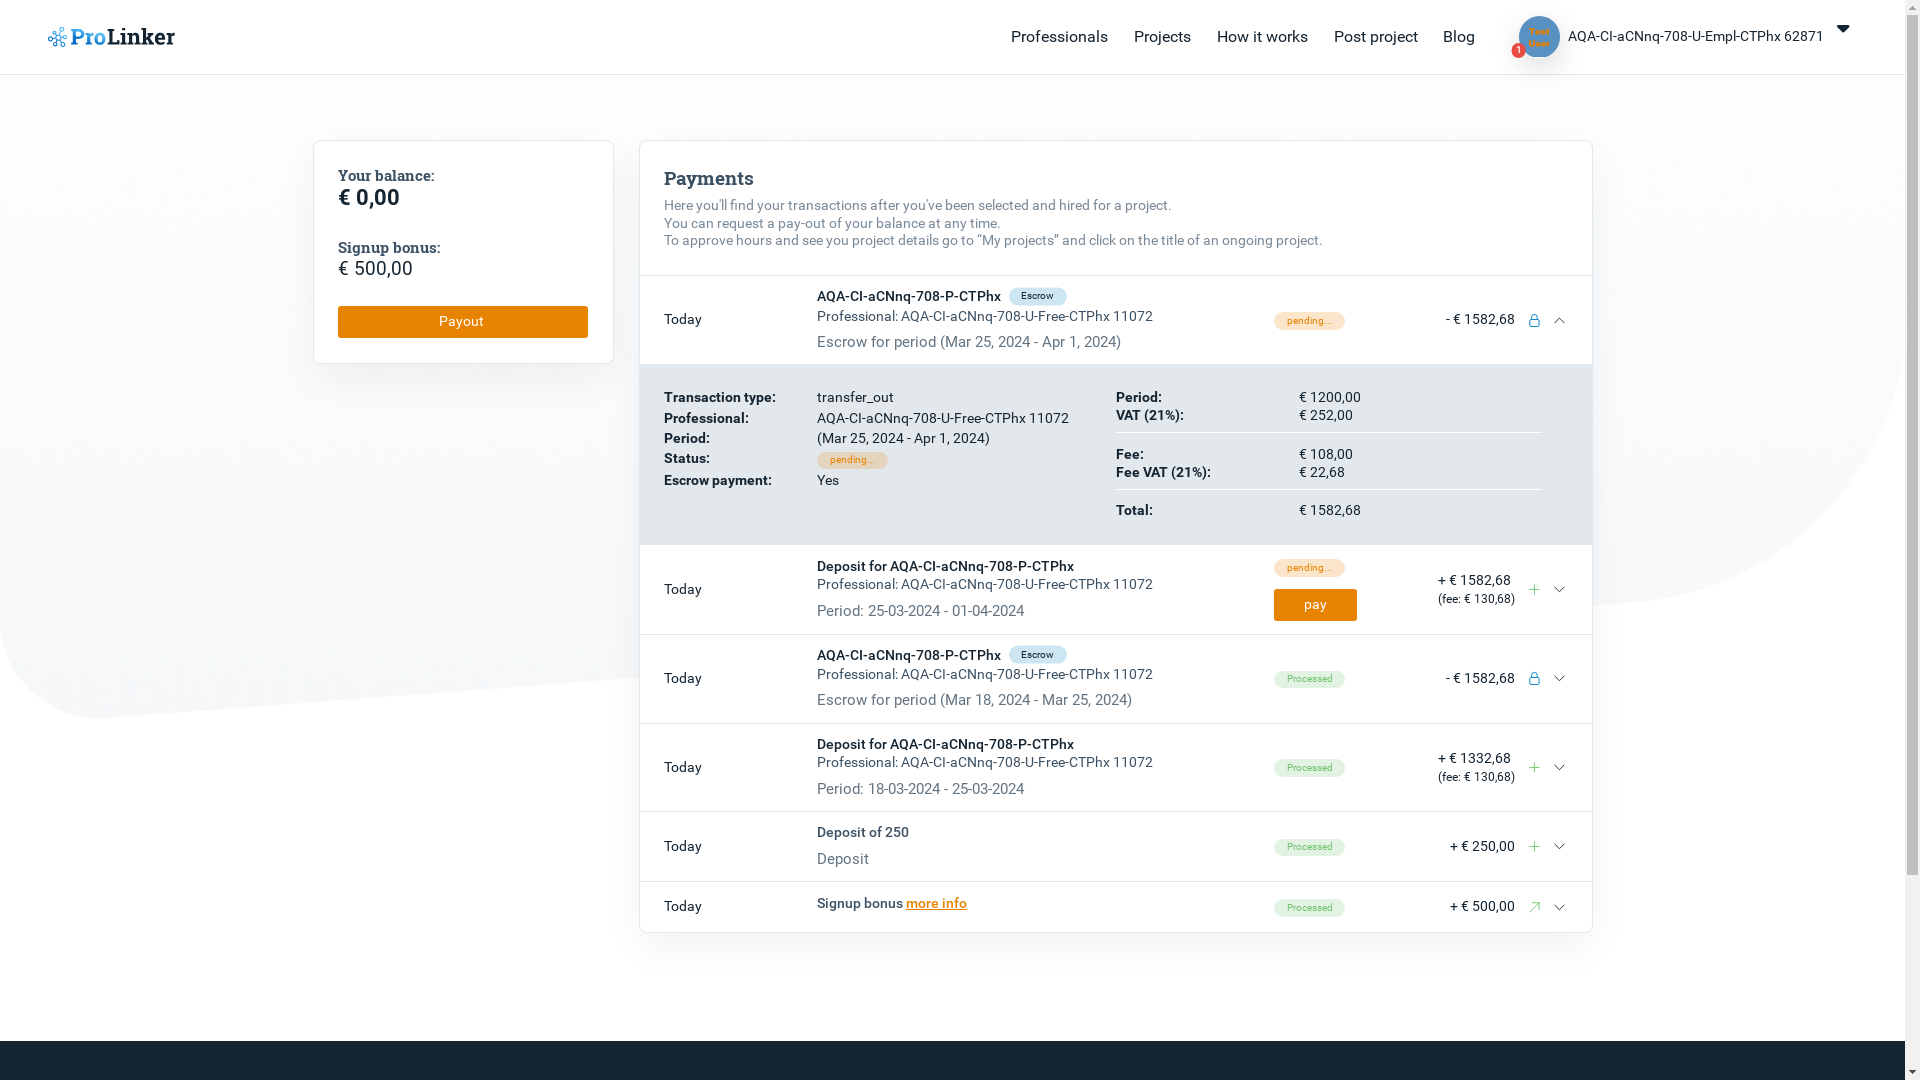 ProLinker
Professionals Projects How it works Post project Blog
Test User
1
AQA-CI-aCNnq-708-U-Empl-CTPhx 62871
Your balance:
€ 0,00
Signup bonus:
€ 500,00
Payout
Payments
Here you'll find your transactions after you've been selected and hired for a project.
You can request a pay-out of your balance at any time.
To approve hours and see you project details go to “My projects” and click on the title of an ongoing project.
Today
AQA-CI-aCNnq-708-P-CTPhx Escrow
Professional: AQA-CI-aCNnq-708-U-Free-CTPhx 11072
Escrow for period (Mar 25, 2024 - Apr 1, 2024)
pending...
- € 1582,68
Transaction type: transfer_out
Professional: AQA-CI-aCNnq-708-U-Free-CTPhx 11072
Period: (Mar 25, 2024 - Apr 1, 2024)
Status: pending...
Escrow payment: Yes
Period: € 1200,00
VAT (21%): € 252,00
Fee: € 108,00
Fee VAT (21%): € 22,68
Total: € 1582,68
Today
Deposit for AQA-CI-aCNnq-708-P-CTPhx
Professional: AQA-CI-aCNnq-708-U-Free-CTPhx 11072
Period: 25-03-2024 - 01-04-2024
pending...
pay
+ € 1582,68
(fee: € 130,68)
Today
AQA-CI-aCNnq-708-P-CTPhx Escrow
Professional: AQA-CI-aCNnq-708-U-Free-CTPhx 11072
Escrow for period (Mar 18, 2024 - Mar 25, 2024)
Processed
- € 1582,68
Today
Deposit for AQA-CI-aCNnq-708-P-CTPhx
Professional: AQA-CI-aCNnq-708-U-Free-CTPhx 11072
Period: 18-03-2024 - 25-03-2024
Processed
+ € 1332,68
(fee: € 130,68)
Today
Deposit of 250
Deposit
Processed
+ € 250,00
Today
Signup bonus more info
Processed
+ € 500,00